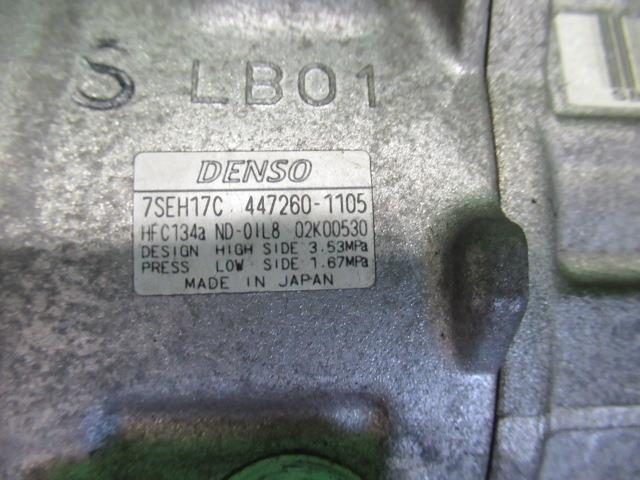 S LB01
DENSO
7SEH17C 447260-1105
HFC134a ND-OIL8 02K00530
DESIGN HIGH SIDE 3.53MPa
PRESS LOW SIDE 1.67MPa
MADE IN JAPAN